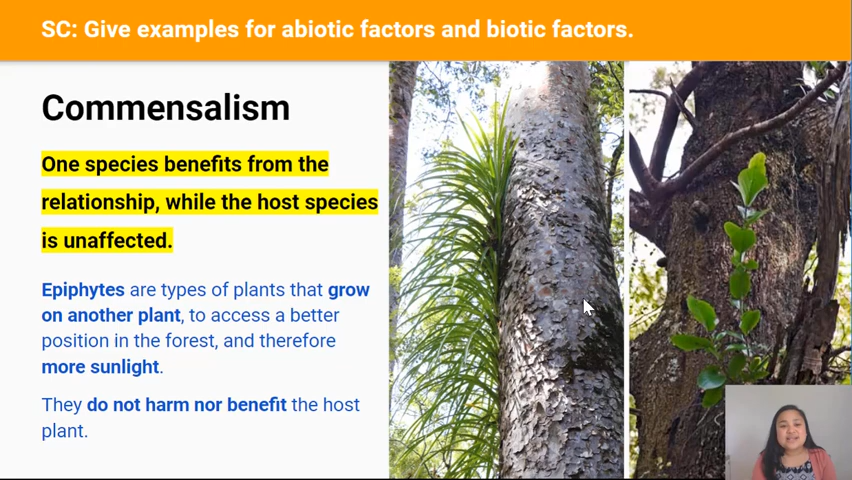 SC: Give examples for abiotic factors and biotic factors.
Commensalism
One species benefits from the
relationship, while the host species
is unaffected.
Epiphytes are types of plants that grow
on another plant, to access a better
position in the forest, and therefore
more sunlight.
They do not harm nor benefit the host
plant.